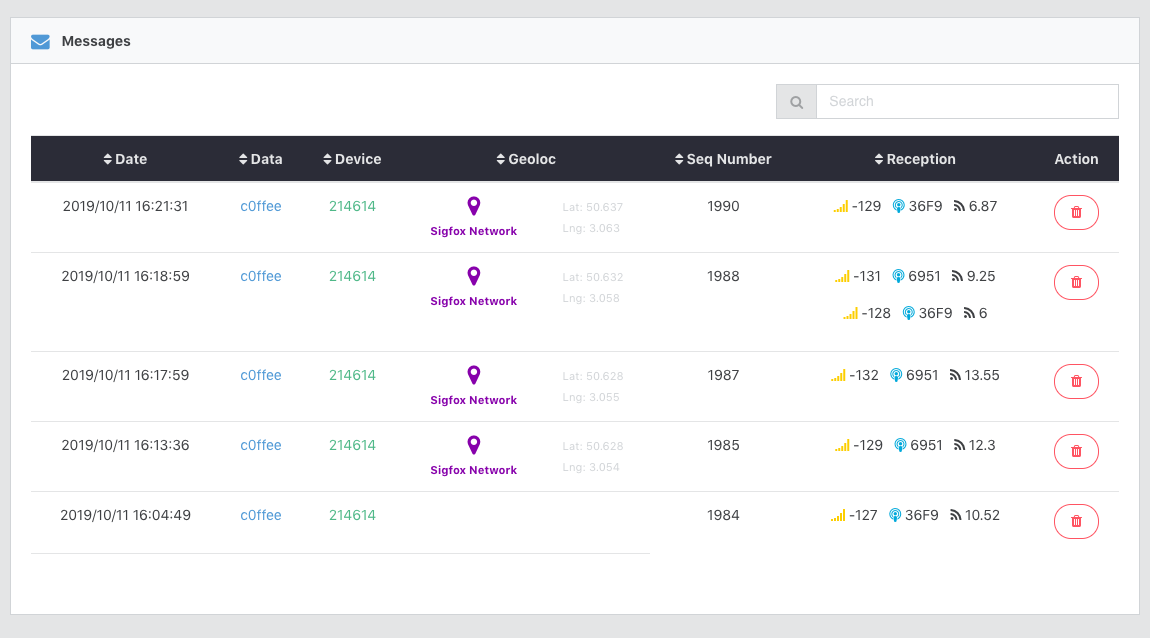 Messages
Search
Date Data Device Geoloc Seq Number Reception Action
2019/10/11 16:21:31 c0ffee 214614 Lat: 50.637 1990 -129 36F9 6.87
Sigfox Network Lng: 3.063
2019/10/11 16:18:59 c0ffee 214614 Lat: 50.632 1988 -131 6951 9.25
Sigfox Network Lng: 3.058
-128 36F9 6
2019/10/11 16:17:59 c0ffee 214614 Lat: 50.628 1987 -132 6951 13.55
Sigfox Network Lng: 3.055
2019/10/11 16:13:36 c0ffee 214614 Lat: 50.628 1985 -129 6951 12.3
Sigfox Network Lng: 3.054
2019/10/11 16:04:49 c0ffee 214614 1984 -127 36F9 10.52